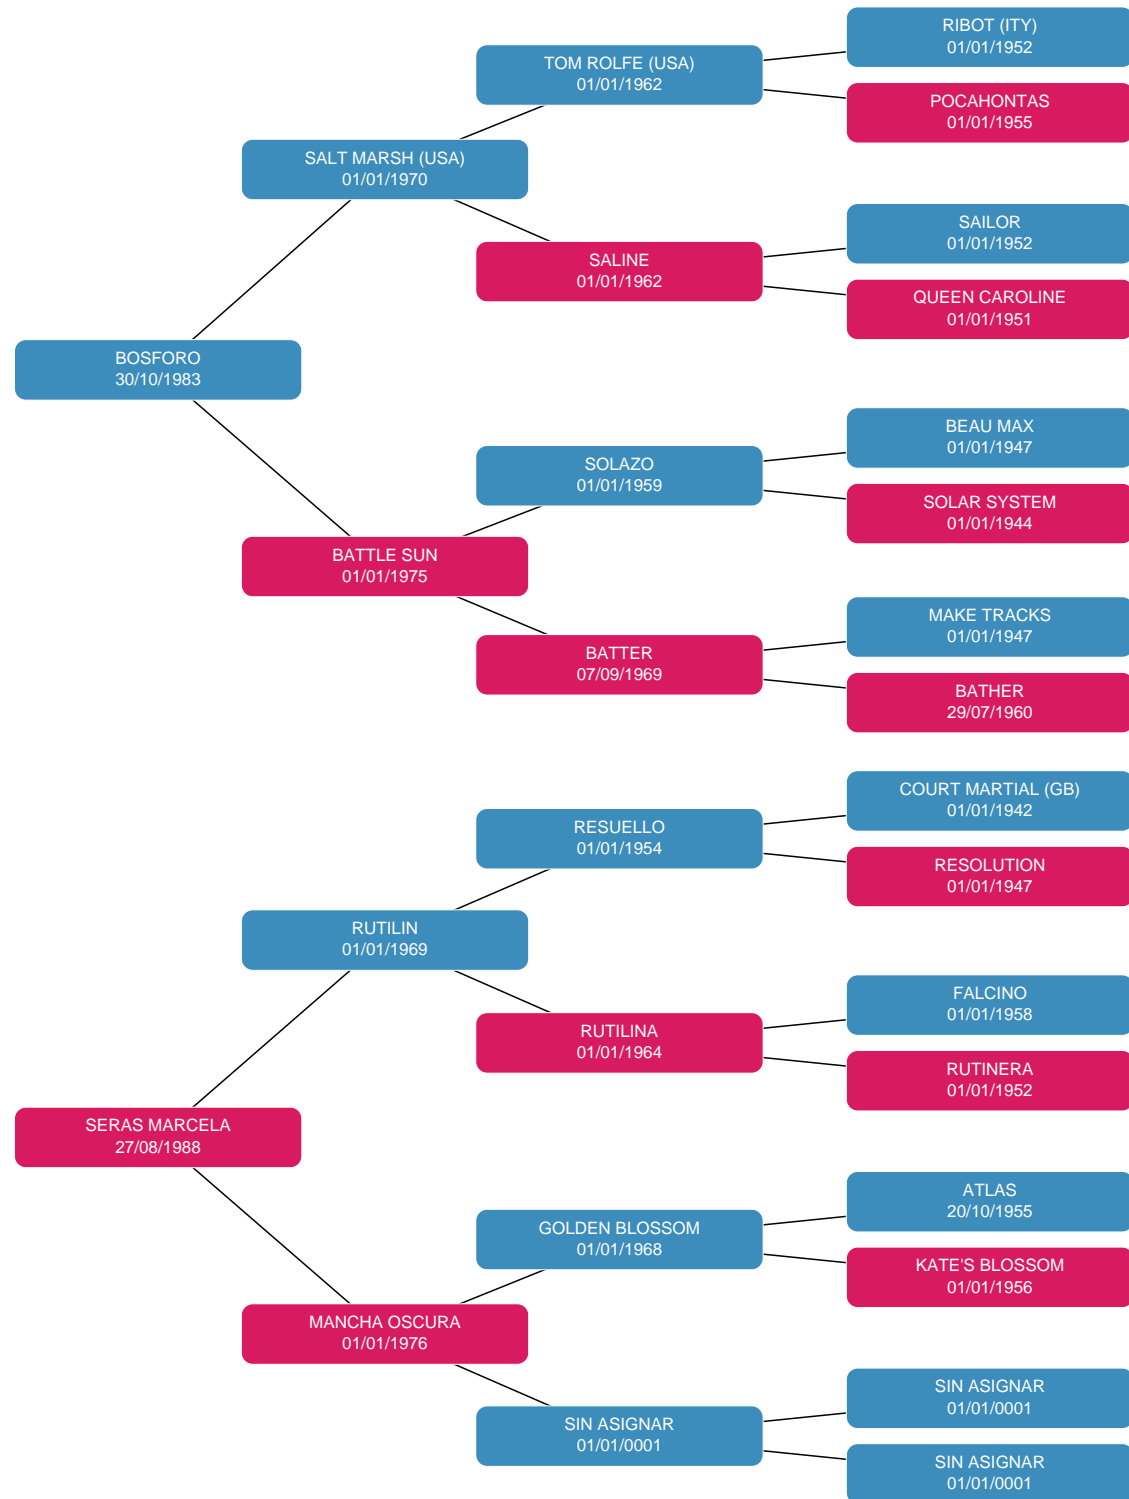 RIBOT (ITY)
01/01/1952
TOM ROLFE (USA)
01/01/1962
POCAHONTAS
01/01/1955
SALT MARSH (USA)
01/01/1970
SAILOR
01/01/1952
SALINE
01/01/1962
QUEEN CAROLINE
01/01/1951
BOSFORO
30/10/1983
BEAU MAX
01/01/1947
SOLAZO
01/01/1959
SOLAR SYSTEM
01/01/1944
BATTLE SUN
01/01/1975
MAKE TRACKS
01/01/1947
BATTER
07/09/1969
BATHER
29/07/1960
COURT MARTIAL (GB)
01/01/1942
RESUELLO
01/01/1954
RESOLUTION
01/01/1947
RUTILIN
01/01/1969
FALCINO
01/01/1958
RUTILINA
01/01/1964
RUTINERA
01/01/1952
SERAS MARCELA
27/08/1988
ATLAS
20/10/1955
GOLDEN BLOSSOM
01/01/1968
KATE'S BLOSSOM
01/01/1956
MANCHA OSCURA
01/01/1976
SIN ASIGNAR
01/01/0001
SIN ASIGNAR
01/01/0001
SIN ASIGNAR
01/01/0001